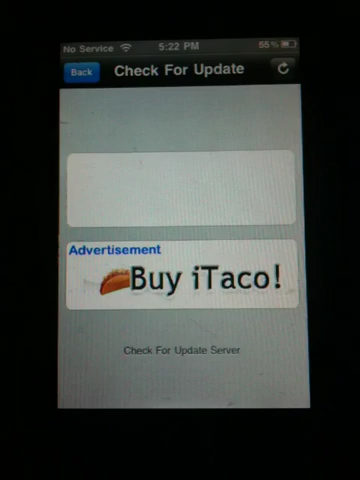 No Service 5:22 PM 55%
Back Check For Update
Advertisement
Buy iTaco!
Check For Update Server